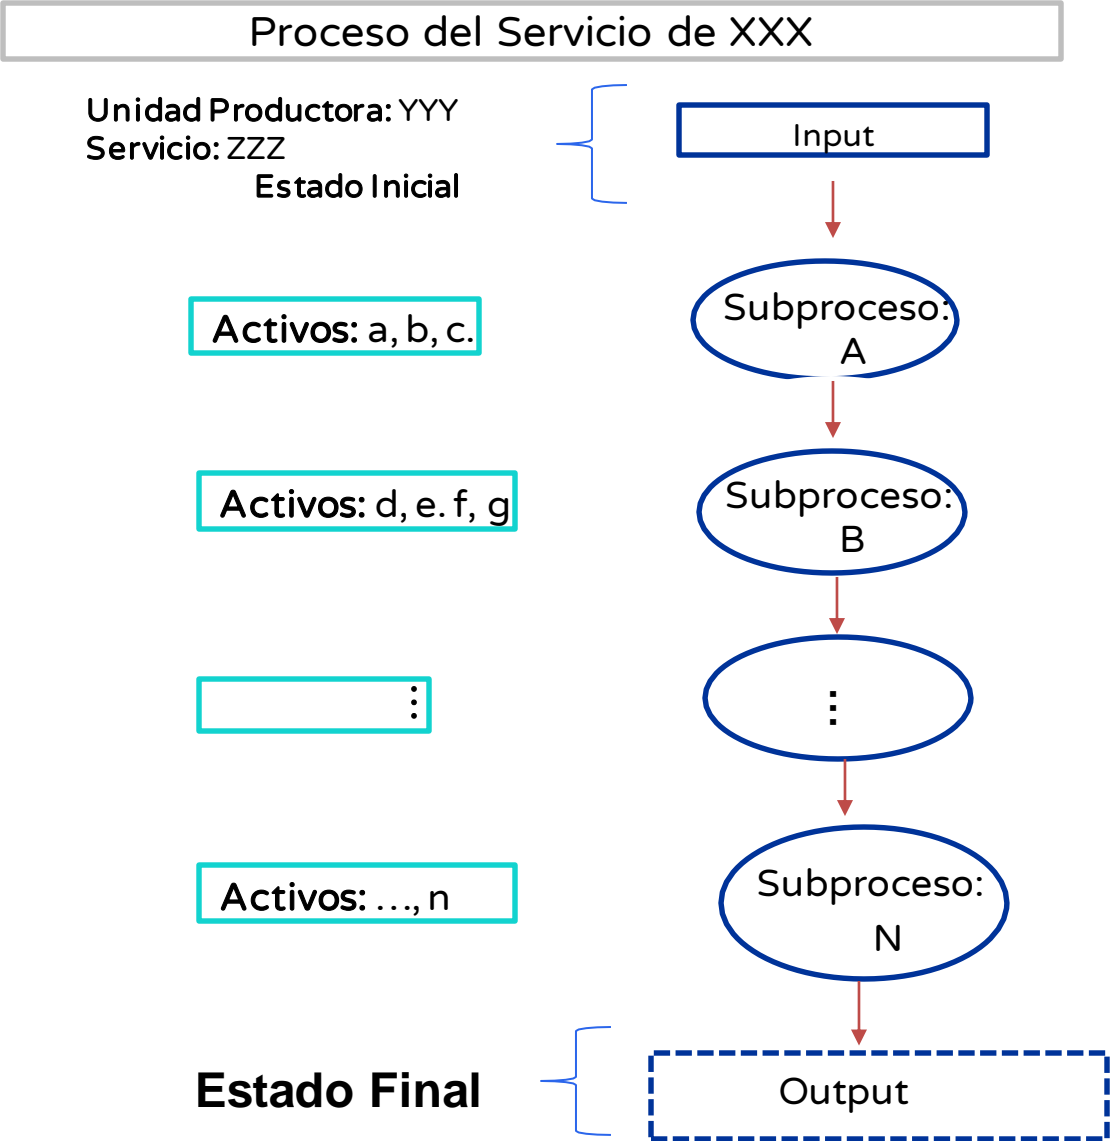 Proceso del Servicio de XXX
Unidad Productora: YYY
Servicio: ZZZ
Estado Inicial
Input
Activos: a, b, c.
Subproceso:
A
Activos: d, e. f, g
Subproceso:
B
⋮
⋮
Activos: ..., n
Subproceso:
N
Estado Final
Output